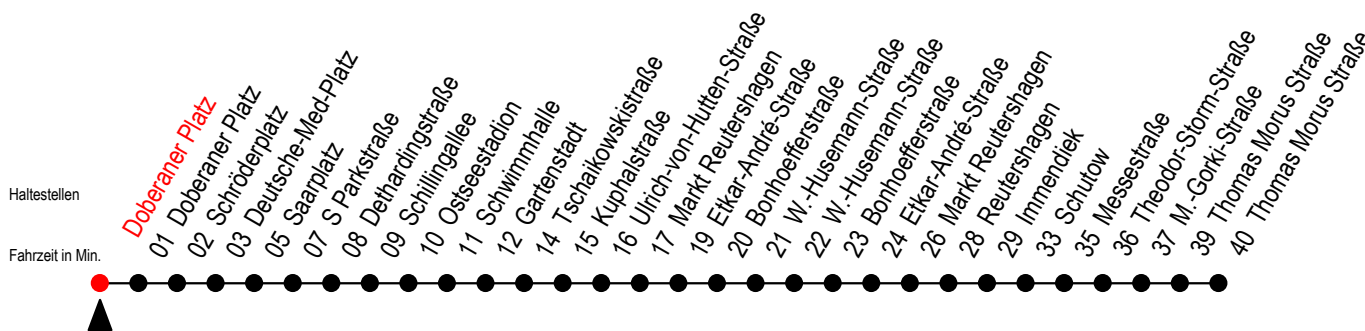 Haltestellen
Fahrzeit in Min.
Doberaner Platz
01 Doberaner Platz
02 Schröderplatz
03 Deutsche-Med-Platz
05 Saarplatz
07 S Parkstraße
08 Dethardingstraße
09 Schillingallee
10 Ostseestadion
11 Schwimmhalle
12 Gartenstadt
14 Tschaikowskistraße
15 Kuphalstraße
16 Ulrich-von-Hutten-Straße
17 Markt Reutershagen
19 Etkar-André-Straße
20 Bonhoefferstraße
21 W.-Husemann-Straße
22 W.-Husemann-Straße
23 Bonhoefferstraße
24 Etkar-André-Straße
26 Markt Reutershagen
28 Reutershagen
29 Immendiek
33 Schutow
35 Messestraße
36 Theodor-Storm-Straße
37 M.-Gorki-Straße
39 Thomas Morus Straße
40 Thomas Morus Straße